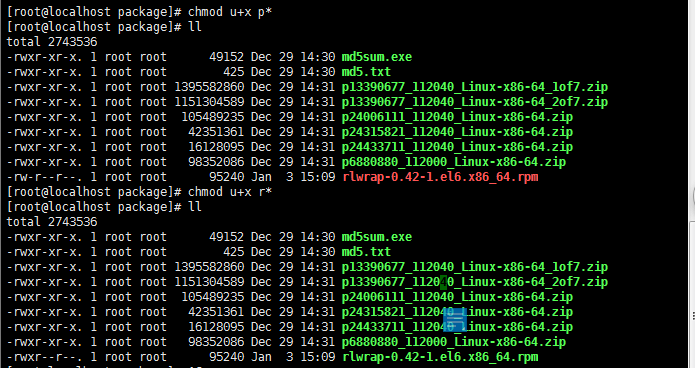 [root@localhost package]# chmod u+x p*
[root@localhost package]# ll
total 2743536
-rwxr-xr-x. 1 root root 49152 Dec 29 14:30 md5sum.exe
-rwxr-xr-x. 1 root root 425 Dec 29 14:30 md5.txt
-rwxr-xr-x. 1 root root 1395582860 Dec 29 14:31 p13390677_112040_Linux-x86-64_1of7.zip
-rwxr-xr-x. 1 root root 1151304589 Dec 29 14:31 p13390677_112040_Linux-x86-64_2of7.zip
-rwxr-xr-x. 1 root root 105489235 Dec 29 14:31 p24006111_112040_Linux-x86-64.zip
-rwxr-xr-x. 1 root root 42351361 Dec 29 14:31 p24315821_112040_Linux-x86-64.zip
-rwxr-xr-x. 1 root root 16128095 Dec 29 14:31 p24433711_112040_Linux-x86-64.zip
-rwxr-xr-x. 1 root root 98352086 Dec 29 14:31 p6880880_112000_Linux-x86-64.zip
-rw-r--r--. 1 root root 95240 Jan 3 15:09 rlwrap-0.42-1.el6.x86_64.rpm
[root@localhost package]# chmod u+x r*
[root@localhost package]# ll
total 2743536
-rwxr-xr-x. 1 root root 49152 Dec 29 14:30 md5sum.exe
-rwxr-xr-x. 1 root root 425 Dec 29 14:30 md5.txt
-rwxr-xr-x. 1 root root 1395582860 Dec 29 14:31 p13390677_112040_Linux-x86-64_1of7.zip
-rwxr-xr-x. 1 root root 1151304589 Dec 29 14:31 p13390677_112040_Linux-x86-64_2of7.zip
-rwxr-xr-x. 1 root root 105489235 Dec 29 14:31 p24006111_112040_Linux-x86-64.zip
-rwxr-xr-x. 1 root root 42351361 Dec 29 14:31 p24315821_112040_Linux-x86-64.zip
-rwxr-xr-x. 1 root root 16128095 Dec 29 14:31 p24433711_112040_Linux-x86-64.zip
-rwxr-xr-x. 1 root root 98352086 Dec 29 14:31 p6880880_112000_Linux-x86-64.zip
-rwxr--r--. 1 root root 95240 Jan 3 15:09 rlwrap-0.42-1.el6.x86_64.rpm